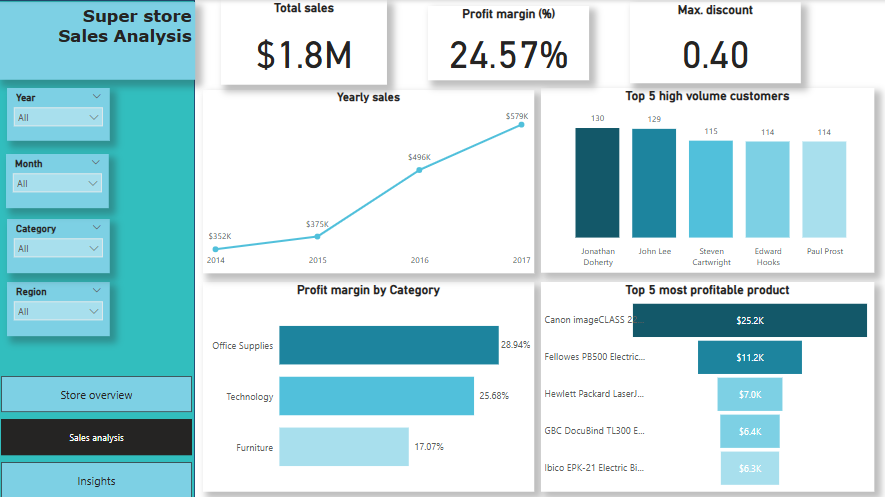 Super store
Sales Analysis
Year
All
Month
All
Category
All
Region
All
Store overview
Sales analysis
Insights
Total sales
$1.8M
Profit margin (%)
24.57%
Max. discount
0.40
Yearly sales
$352K
$375K
$496K
$579K
2014
2015
2016
2017
Top 5 high volume customers
130
129
115
114
114
Jonathan
Doherty
John Lee
Steven
Cartwright
Edward
Hooks
Paul Prost
Profit margin by Category
Office Supplies
28.94%
Technology
25.68%
Furniture
17.07%
Top 5 most profitable product
Canon imageCLASS
$25.2K
Fellowes PB500 Electric...
$11.2K
Hewlett Packard LaserJ...
$7.0K
GBC DocuBind TL300 E...
$6.4K
Ibico EPK-21 Electric Bi...
$6.3K